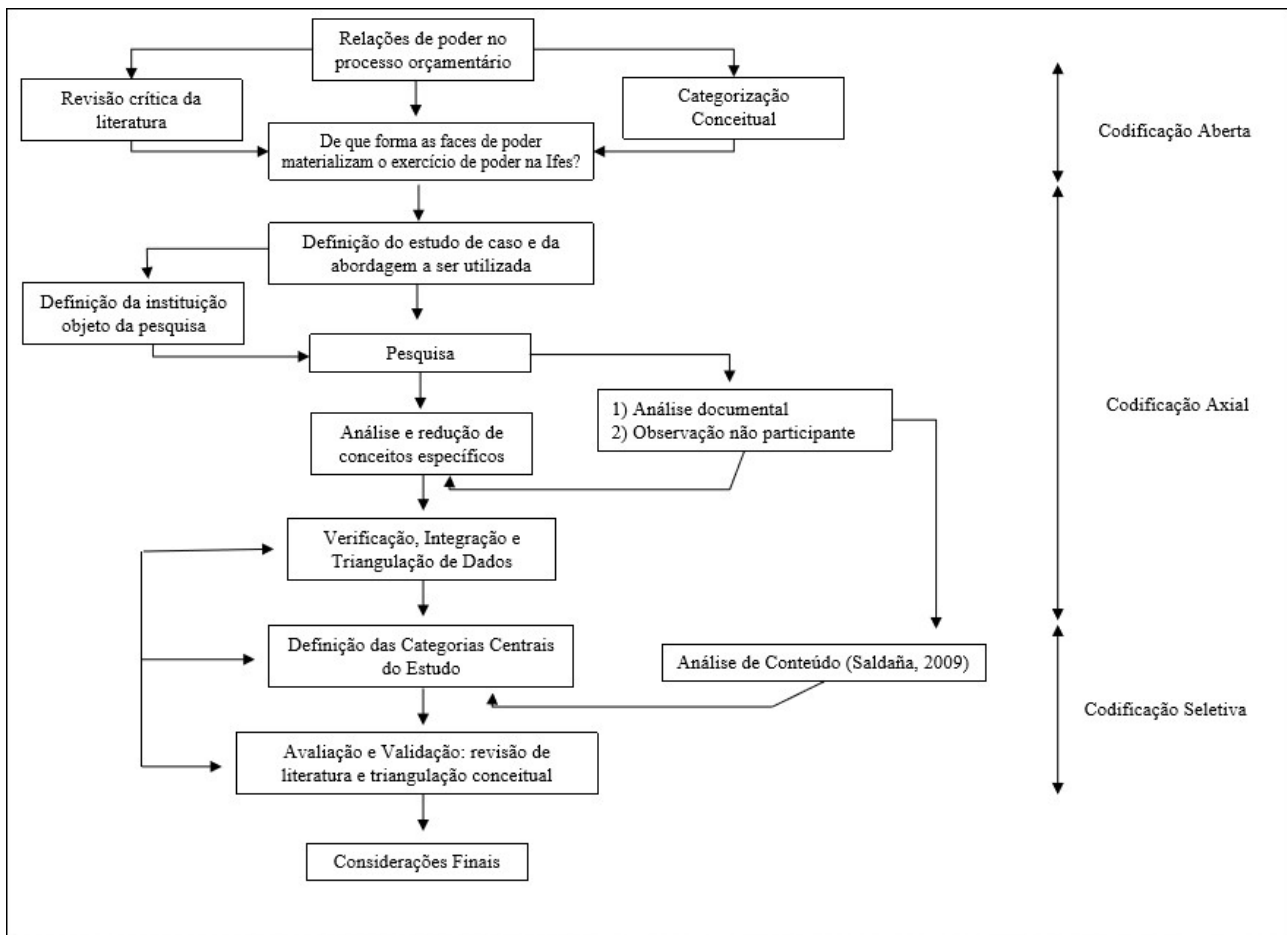 Relações de poder no
processo orçamentário
Revisão crítica da
literatura
Categorização
Conceitual
Codificação Aberta
De que forma as faces de poder
materializam o exercício de poder na Ifes?
Definição do estudo de caso e da
abordagem a ser utilizada
Definição da instituição
objeto da pesquisa
Pesquisa
1) Análise documental
2) Observação não participante
Codificação Axial
Análise e redução de
conceitos específicos
Verificação, Integração e
Triangulação de Dados
Definição das Categorias Centrais
do Estudo
Análise de Conteúdo (Saldaña, 2009)
Codificação Seletiva
Avaliação e Validação: revisão de
literatura e triangulação conceitual
Considerações Finais